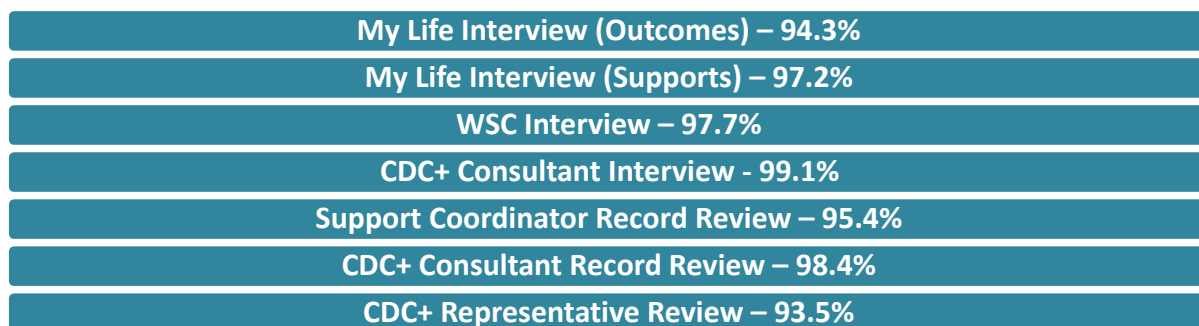 My Life Interview (Outcomes) – 94.3%
My Life Interview (Supports) – 97.2%
WSC Interview – 97.7%
CDC+ Consultant Interview - 99.1%
Support Coordinator Record Review – 95.4%
CDC+ Consultant Record Review – 98.4%
CDC+ Representative Review – 93.5%